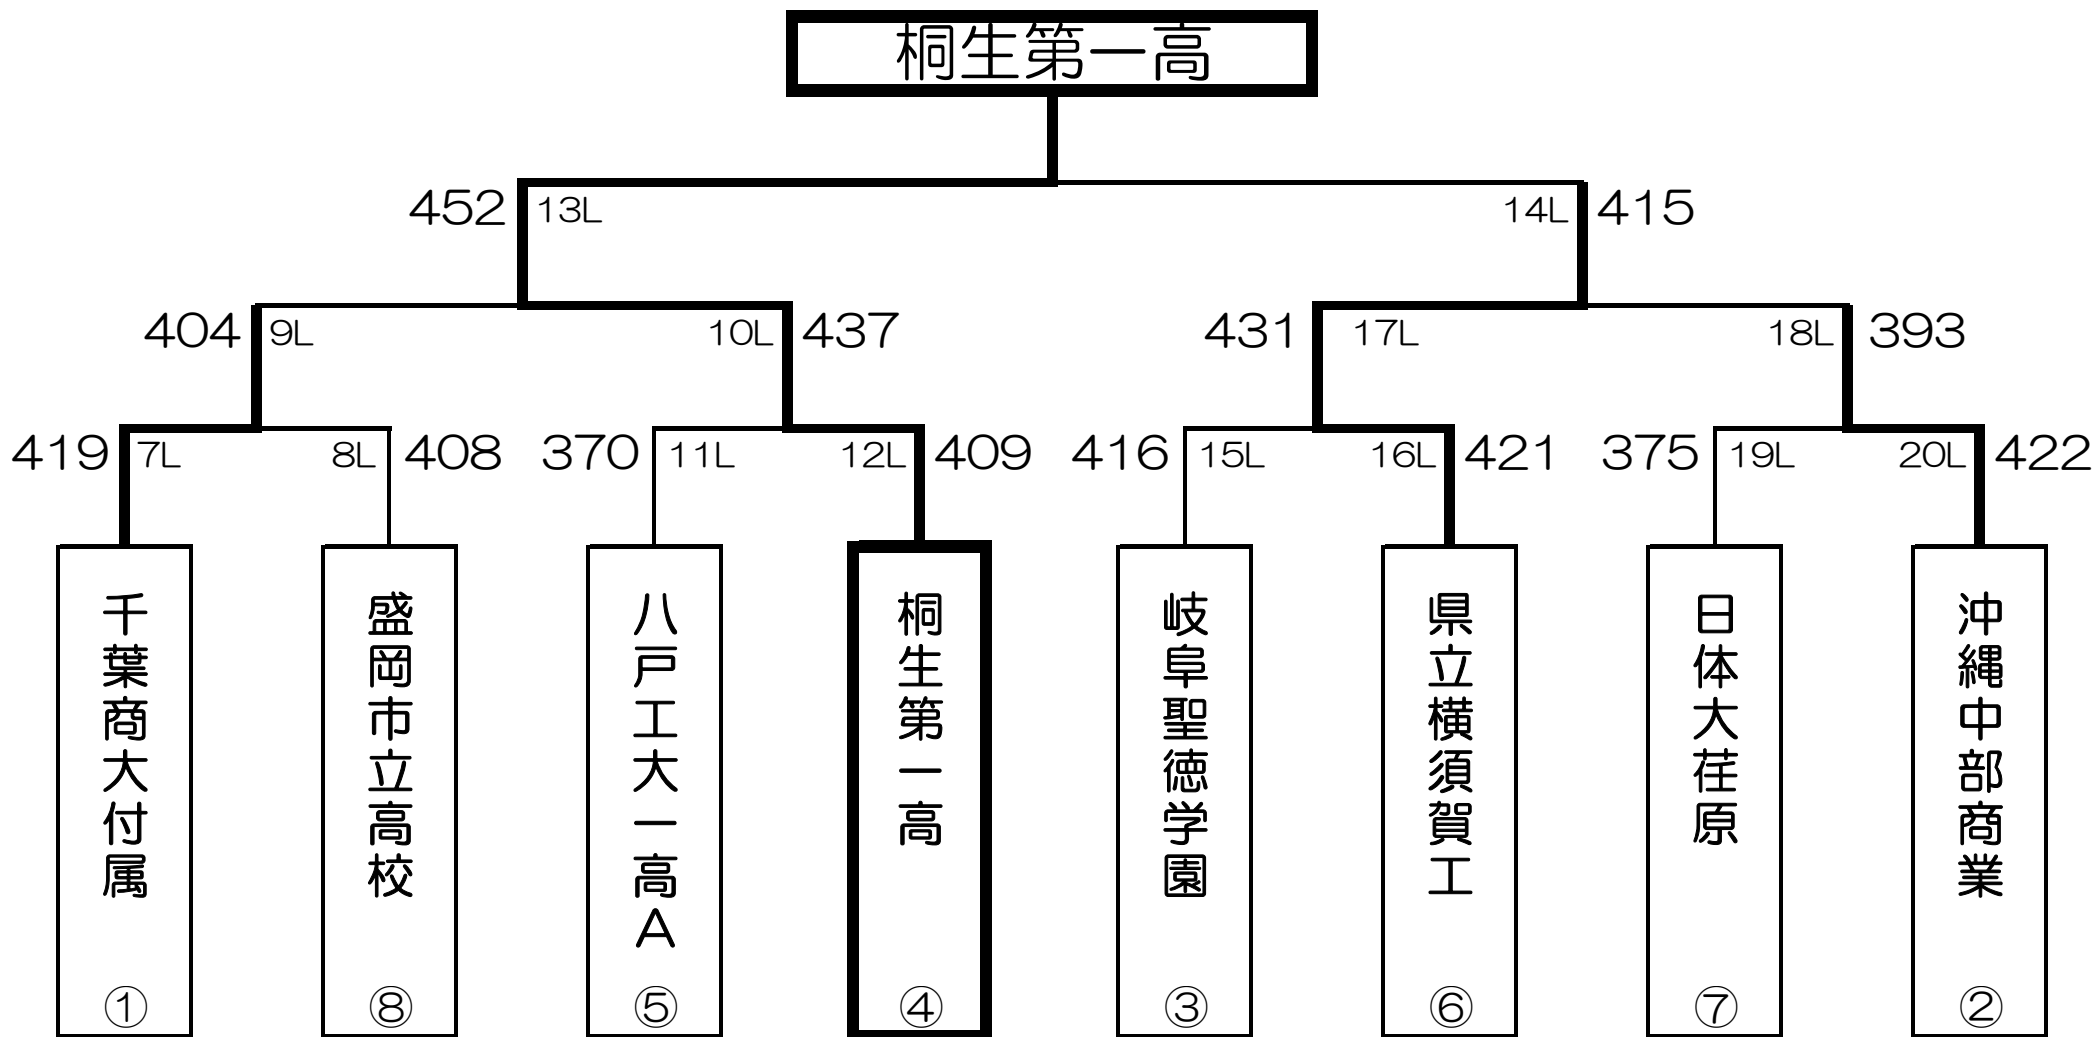 桐生第一高
452 13L 14L 415
404 9L 10L 437 431 17L 18L 393
419 7L 8L 408 370 11L 12L 409 416 15L 16L 421 375 19L 20L 422
千葉商大付属
①
盛岡市立高校
⑧
八戸工大一高A
⑤
桐生第一高
④
岐阜聖徳学園
③
県立横須賀工
⑥
日体大荏原
⑦
沖縄中部商業
②